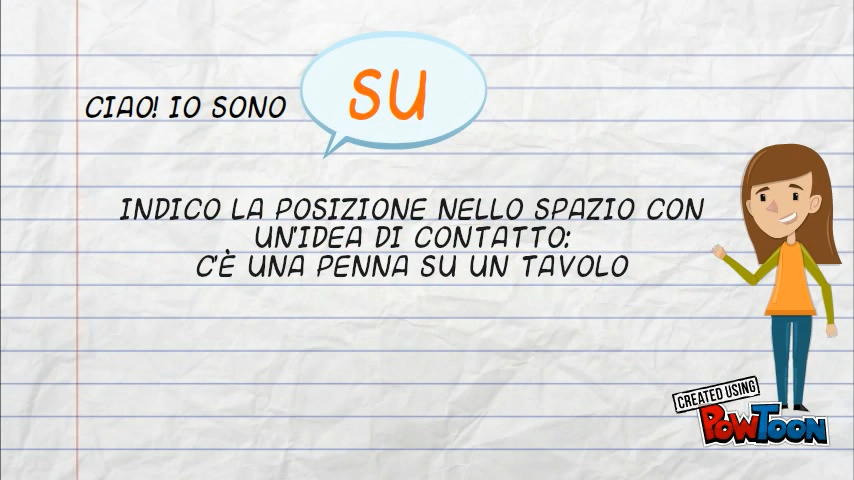 CIAO! IO SONO
SU
INDICO LA POSIZIONE NELLO SPAZIO CON
UN'IDEA DI CONTATTO:
C'È UNA PENNA SU UN TAVOLO
CREATED USING
POWTOON